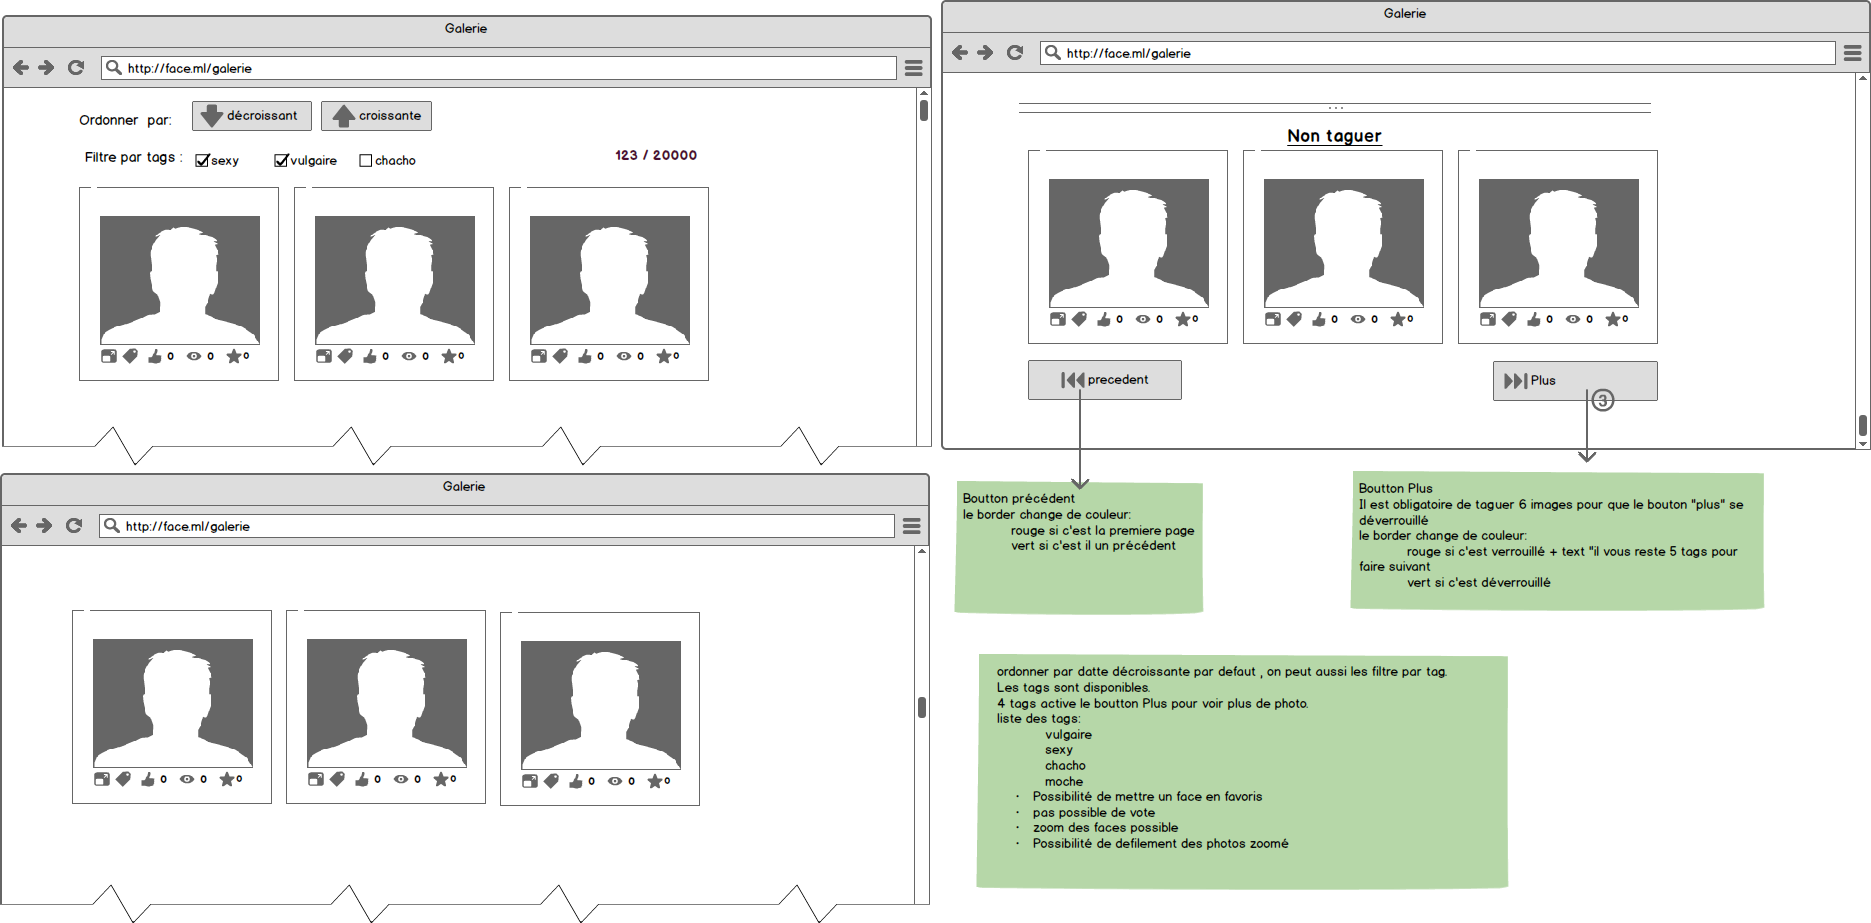 Galerie
http://face.ml/galerie
Ordonner par:
décroissant
croissante
Filtre par tags :
sexy
vulgaire
chacho
123 / 20000
0 0 0
0 0 0
0 0 0
Galerie
http://face.ml/galerie
0 0 0
0 0 0
0 0 0
Galerie
http://face.ml/galerie
...
Non taguer
0 0 0
0 0 0
0 0 0
precedent
Plus
3
Boutton précédent
le border change de couleur:
rouge si c'est la premiere page
vert si c'est il un précédent
Boutton Plus
Il est obligatoire de taguer 6 images pour que le bouton "plus" se
déverrouillé
le border change de couleur:
rouge si c'est verrouillé + text "il vous reste 5 tags pour
faire suivant
vert si c'est déverrouillé
ordonner par datte décroissante par defaut , on peut aussi les filtre par tag.
Les tags sont disponibles.
4 tags active le boutton Plus pour voir plus de photo.
liste des tags:
vulgaire
sexy
chacho
moche
· Possibilité de mettre un face en favoris
· pas possible de vote
· zoom des faces possible
· Possibilité de defilement des photos zoomé